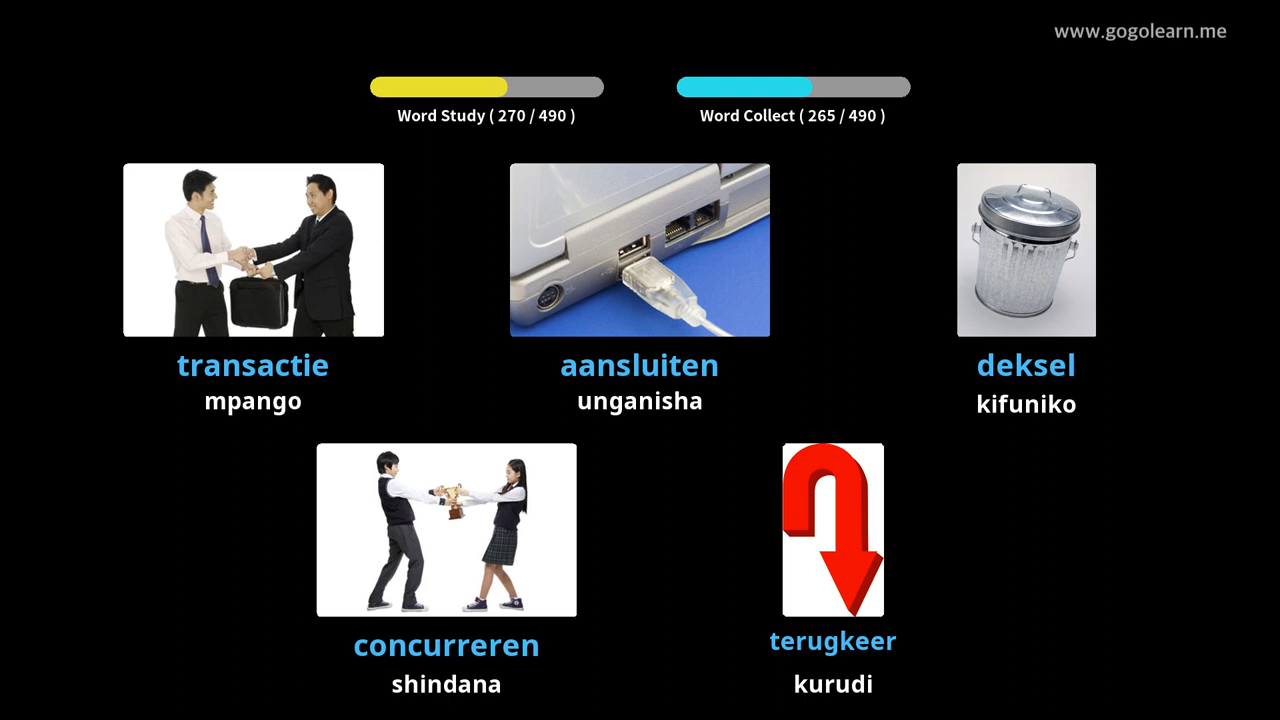 www.gogolearn.me
Word Study ( 270 / 490 )
Word Collect ( 265 / 490 )
transactie
mpango
aansluiten
unganisha
deksel
kifuniko
concurreren
shindana
terugkeer
kurudi